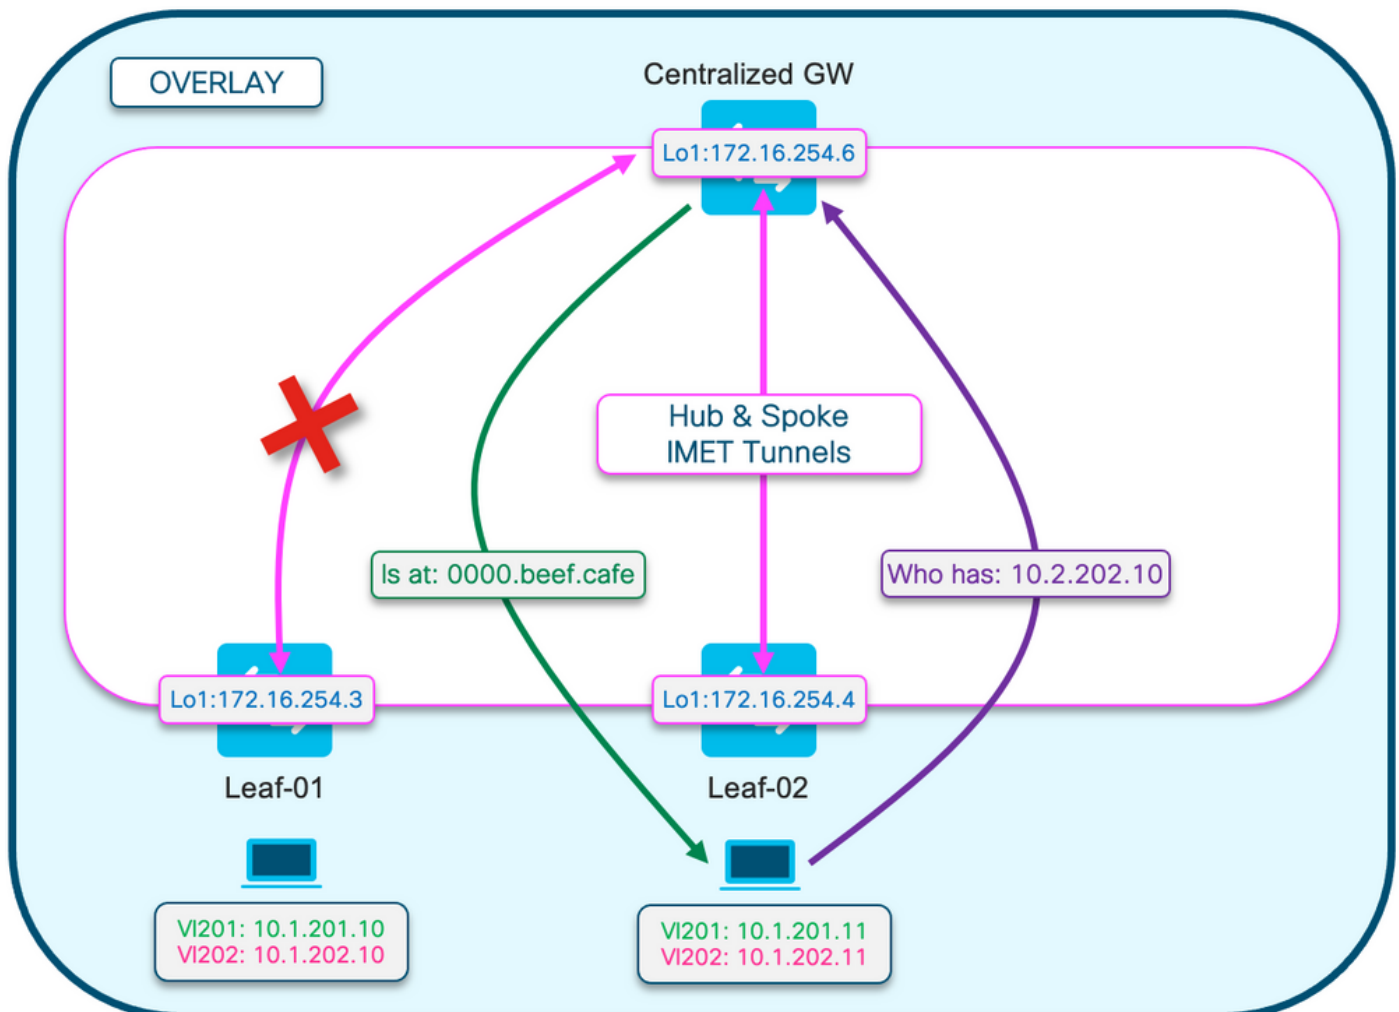 OVERLAY
Centralized GW
Lo1:172.16.254.6
Hub & Spoke
IMET Tunnels
Is at: 0000.beef.cafe
Who has: 10.2.202.10
Lo1:172.16.254.3
Lo1:172.16.254.4
Leaf-01
Leaf-02
Vl201: 10.1.201.10
Vl202: 10.1.202.10
Vl201: 10.1.201.11
Vl202: 10.1.202.11